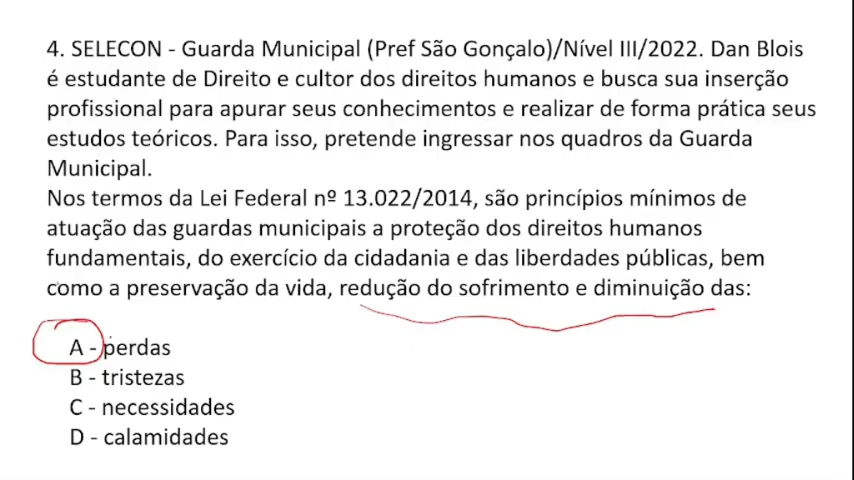 4. SELECON - Guarda Municipal (Pref São Gonçalo)/Nível III/2022. Dan Blois
é estudante de Direito e cultor dos direitos humanos e busca sua inserção
profissional para apurar seus conhecimentos e realizar de forma prática seus
estudos teóricos. Para isso, pretende ingressar nos quadros da Guarda
Municipal.
Nos termos da Lei Federal nº 13.022/2014, são princípios mínimos de
atuação das guardas municipais a proteção dos direitos humanos
fundamentais, do exercício da cidadania e das liberdades públicas, bem
como a preservação da vida, redução do sofrimento e diminuição das:
A - perdas
B - tristezas
C - necessidades
D - calamidades